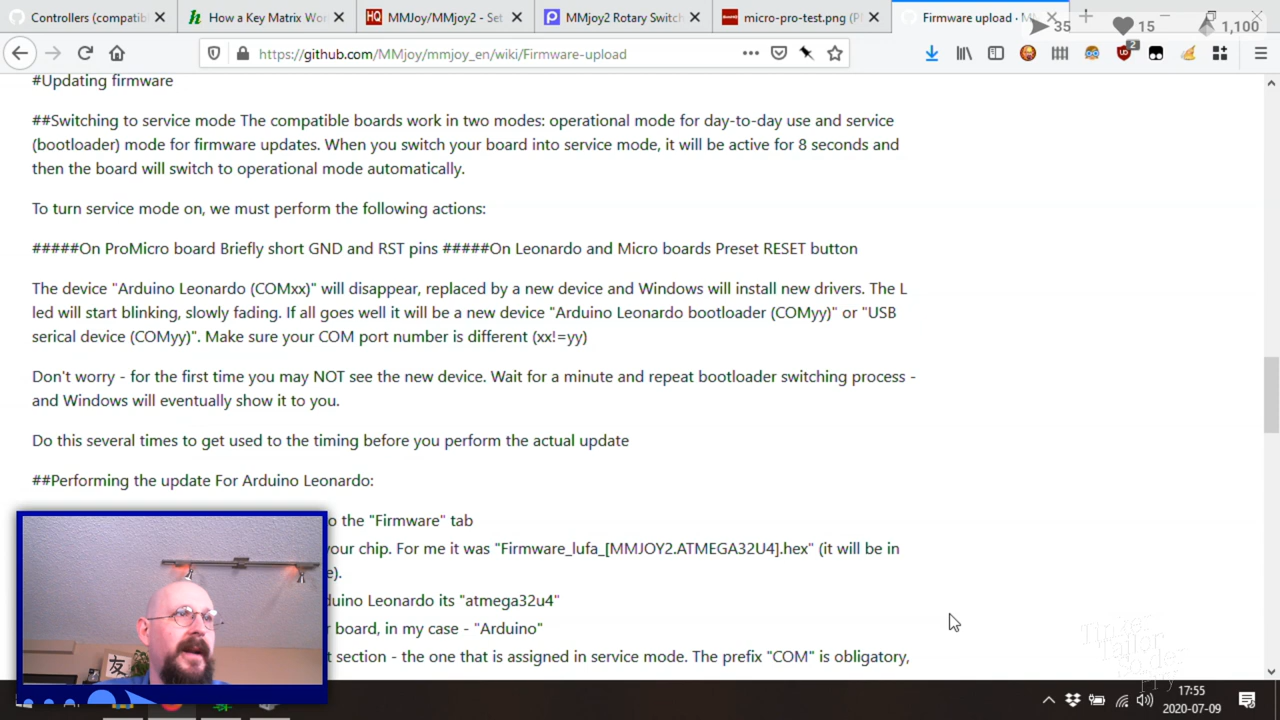 Controllers (compatib
How a Key Matrix Wor
MMJoy/MMjoy2 - Set
MMjoy2 Rotary Switch
micro-pro-test.png (P
Firmware upload · M
35
15
1,100
https://github.com/MMjoy/mmjoy_en/wiki/Firmware-upload
2
#Updating firmware
##Switching to service mode The compatible boards work in two modes: operational mode for day-to-day use and service
(bootloader) mode for firmware updates. When you switch your board into service mode, it will be active for 8 seconds and
then the board will switch to operational mode automatically.
To turn service mode on, we must perform the following actions:
#####On ProMicro board Briefly short GND and RST pins #####On Leonardo and Micro boards Preset RESET button
The device "Arduino Leonardo (COMxx)" will disappear, replaced by a new device and Windows will install new drivers. The L
led will start blinking, slowly fading. If all goes well it will be a new device "Arduino Leonardo bootloader (COMyy)" or "USB
serical device (COMyy)". Make sure your COM port number is different (xx!=yy)
Don't worry - for the first time you may NOT see the new device. Wait for a minute and repeat bootloader switching process -
and Windows will eventually show it to you.
Do this several times to get used to the timing before you perform the actual update
##Performing the update For Arduino Leonardo:
o the "Firmware" tab
your chip. For me it was "Firmware_lufa_[MMJOY2.ATMEGA32U4].hex" (it will be in
e).
duino Leonardo its "atmega32u4"
r board, in my case - "Arduino"
t section - the one that is assigned in service mode. The prefix "COM" is obligatory,
友
Tinker
Tailor
Solder
Pry
17:55
2020-07-09